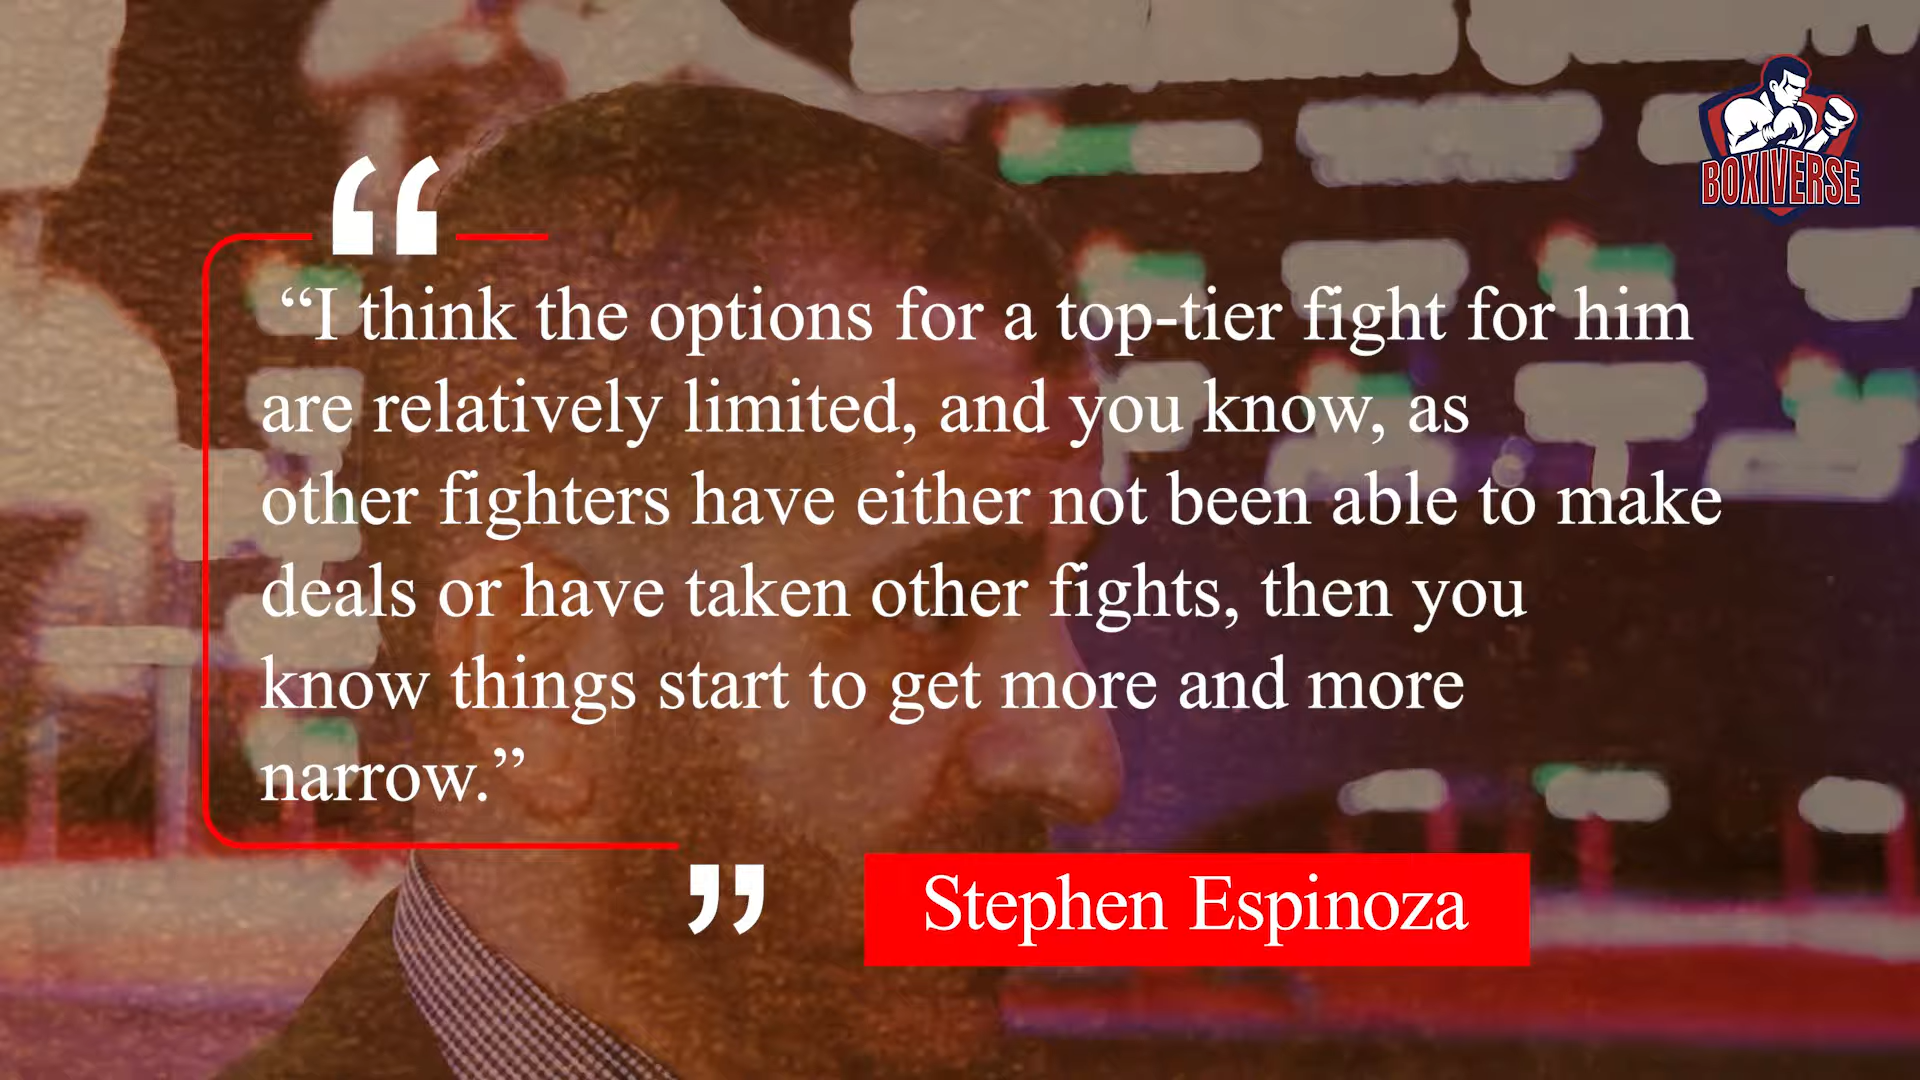 BOXIVERSE
“I think the options for a top-tier fight for him
are relatively limited, and you know, as
other fighters have either not been able to make
deals or have taken other fights, then you
know things start to get more and more
narrow.”
Stephen Espinoza